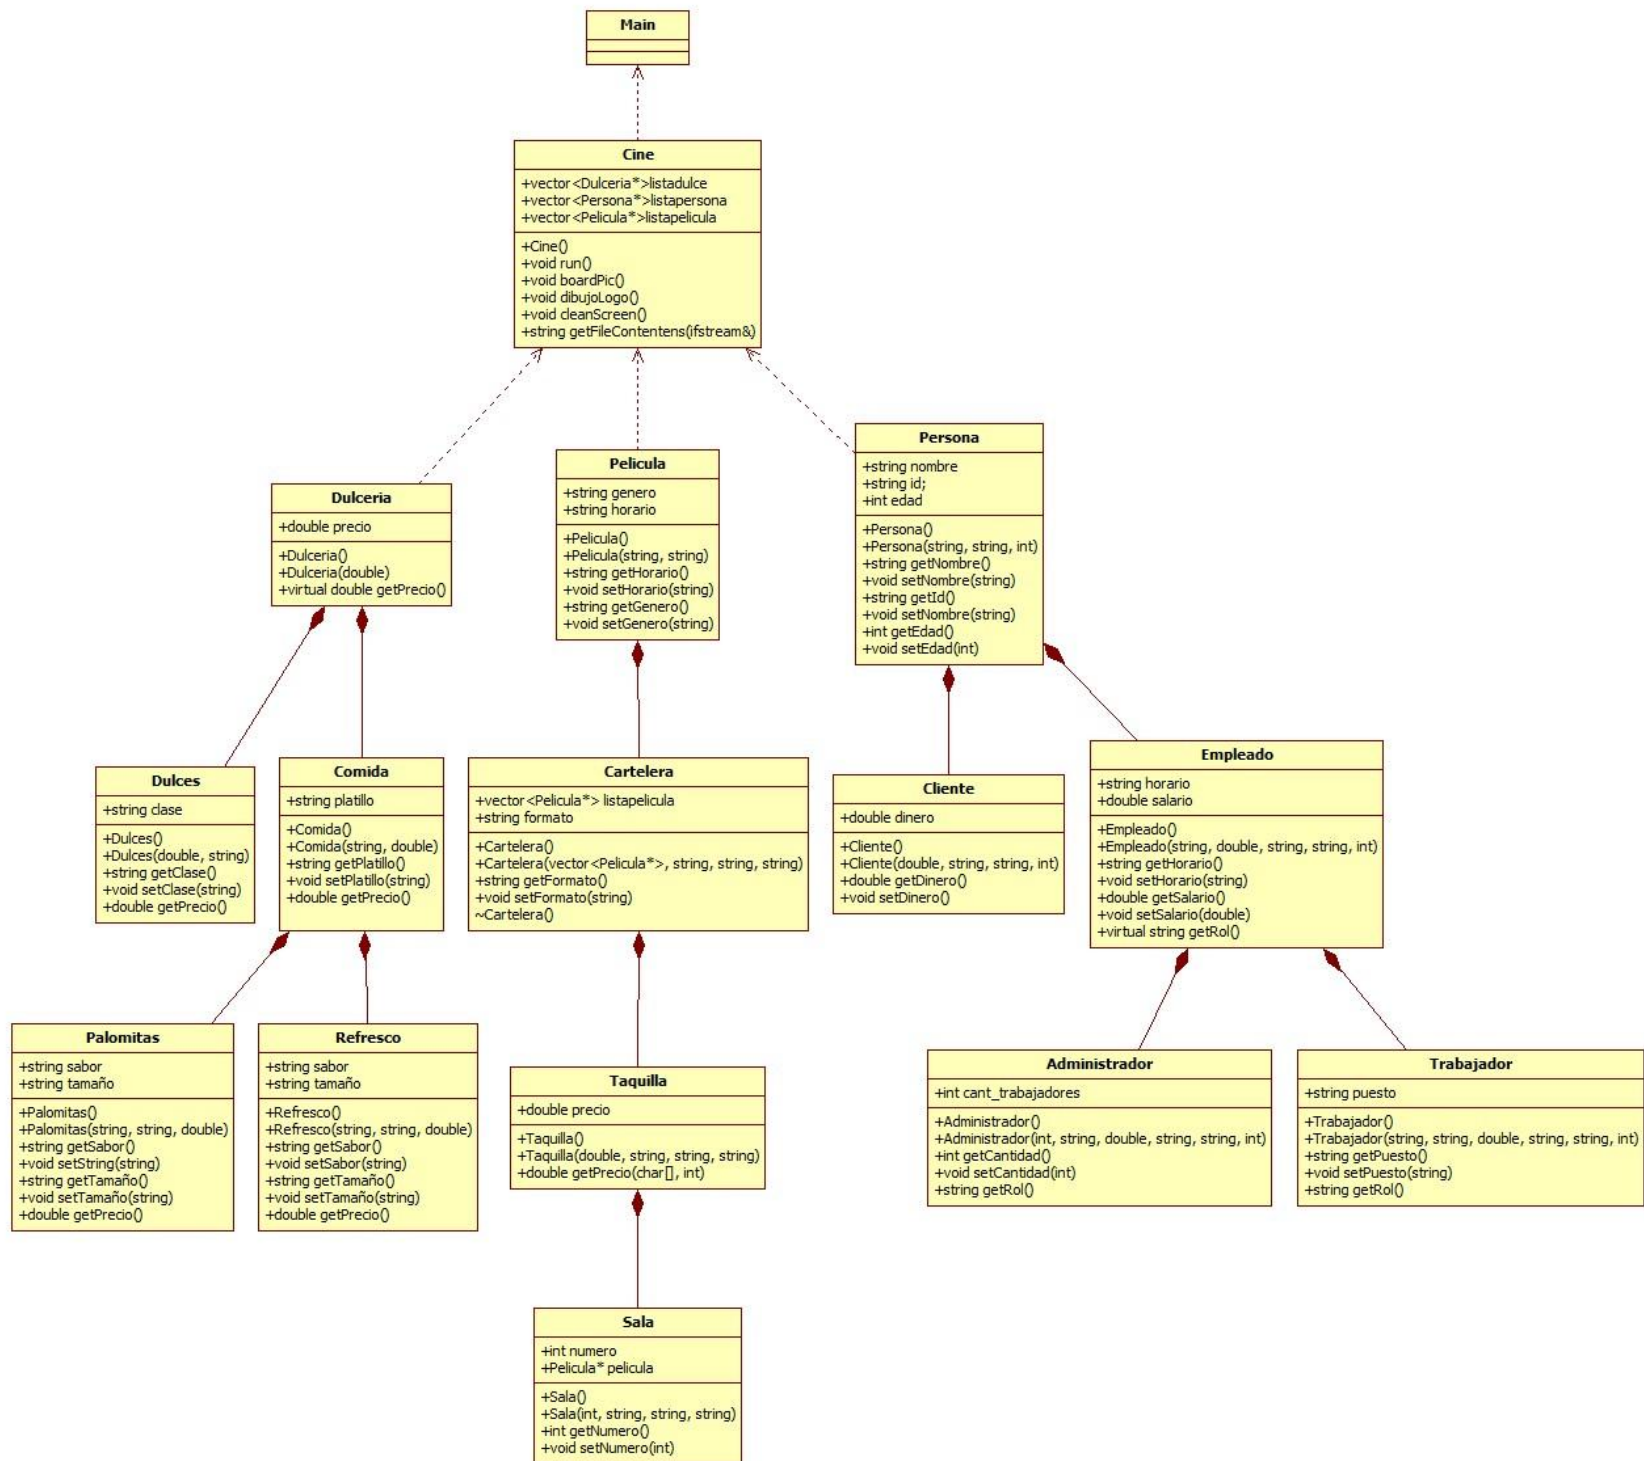 Main
Cine
+vector<Dulceria*>listadulce
+vector<Persona*>listapersona
+vector<Pelicula*>listapelicula
+Cine()
+void run()
+void boardPic()
+void dibujoLogo()
+void cleanScreen()
+string getFileContentens(ifstream&)
Dulceria
+double precio
+Dulceria()
+Dulceria(double)
+virtual double getPrecio()
Pelicula
+string genero
+string horario
+Pelicula()
+Pelicula(string, string)
+string getHorario()
+void setHorario(string)
+string getGenero()
+void setGenero(string)
Persona
+string nombre
+string id;
+int edad
+Persona()
+Persona(string, string, int)
+string getNombre()
+void setNombre(string)
+string getId()
+void setNombre(string)
+int getEdad()
+void setEdad(int)
Dulces
+string clase
+Dulces()
+Dulces(double, string)
+string getClase()
+void setClase(string)
+double getPrecio()
Comida
+string platillo
+Comida()
+Comida(string, double)
+string getPlatillo()
+void setPlatillo(string)
+double getPrecio()
Cartelera
+vector<Pelicula*> listapelicula
+string formato
+Cartelera()
+Cartelera(vector<Pelicula*>, string, string, string)
+string getFormato()
+void setFormato(string)
~Cartelera()
Cliente
+double dinero
+Cliente()
+Cliente(double, string, string, int)
+double getDinero()
+void setDinero()
Empleado
+string horario
+double salario
+Empleado()
+Empleado(string, double, string, string, int)
+string getHorario()
+void setHorario(string)
+double getSalario()
+void setSalario(double)
+virtual string getRol()
Palomitas
+string sabor
+string tamaño
+Palomitas()
+Palomitas(string, string, double)
+string getSabor()
+void setString(string)
+string getTamaño()
+void setTamaño(string)
+double getPrecio()
Refresco
+string sabor
+string tamaño
+Refresco()
+Refresco(string, string, double)
+string getSabor()
+void setSabor(string)
+string getTamaño()
+void setTamaño(string)
+double getPrecio()
Taquilla
+double precio
+Taquilla()
+Taquilla(double, string, string, string)
+double getPrecio(char[], int)
Administrador
+int cant_trabajadores
+Administrador()
+Administrador(int, string, double, string, string, int)
+int getCantidad()
+void setCantidad(int)
+string getRol()
Trabajador
+string puesto
+Trabajador()
+Trabajador(string, string, double, string, string, int)
+string getPuesto()
+void setPuesto(string)
+string getRol()
Sala
+int numero
+Pelicula* pelicula
+Sala()
+Sala(int, string, string, string)
+int getNumero()
+void setNumero(int)